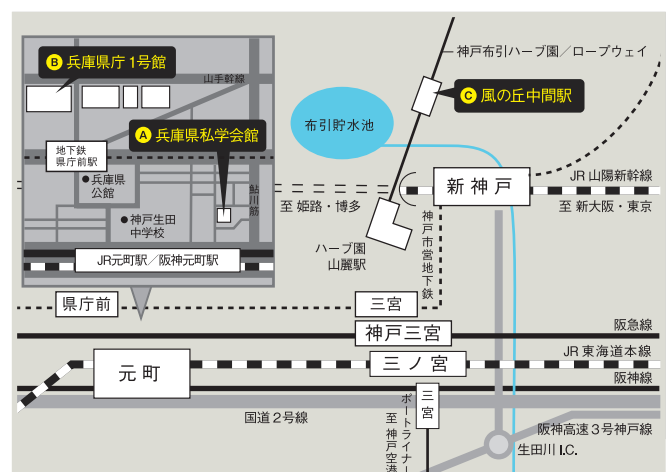 B 兵庫県庁1号館
山手幹線
A 兵庫県私学会館
地下鉄
県庁前駅
兵庫県
公館
鮎川筋
神戸生田
中学校
JR元町駅／阪神元町駅
神戸布引ハーブ園／ロープウェイ
C 風の丘中間駅
布引貯水池
新神戸
JR山陽新幹線
至 姫路・博多
至 新大阪・東京
ハーブ園
山麓駅
神戸市営地下鉄
県庁前
三宮
神戸三宮
阪急線
三ノ宮
JR東海道本線
元町
阪神線
三宮
国道2号線
ポートライナー
至 神戸空港
阪神高速3号神戸線
生田川I.C.